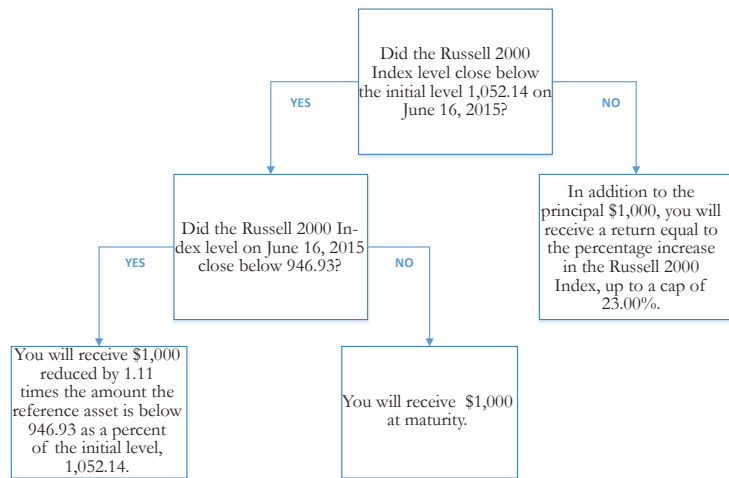 Did the Russell 2000
Index level close below
the initial level 1,052.14 on
June 16, 2015?
YES
NO
Did the Russell 2000 In-
dex level on June 16, 2015
close below 946.93?
In addition to the
principal $1,000, you will
receive a return equal to
the percentage increase
in the Russell 2000
Index, up to a cap of
23.00%.
YES
NO
You will receive $1,000
reduced by 1.11
times the amount the
reference asset is below
946.93 as a percent
of the initial level,
1,052.14.
You will receive $1,000
at maturity.